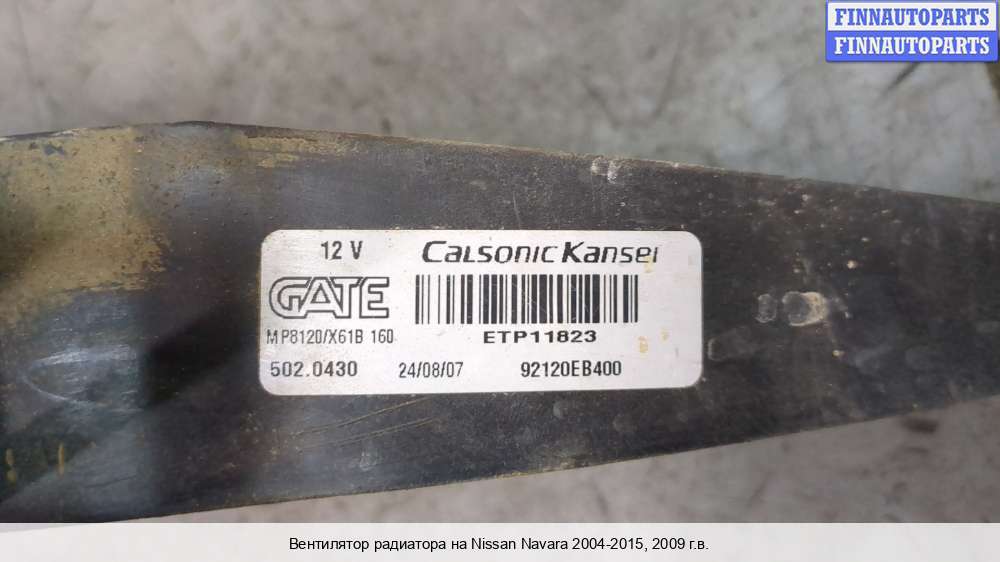 FINNAUTOPARTS
FINNAUTOPARTS
12 V CALSONIC KANSEI
GATE
MP8120/X61B 160 ETP11823
502.0430 24/08/07 92120EB400
Вентилятор радиатора на Nissan Navara 2004-2015, 2009 г.в.